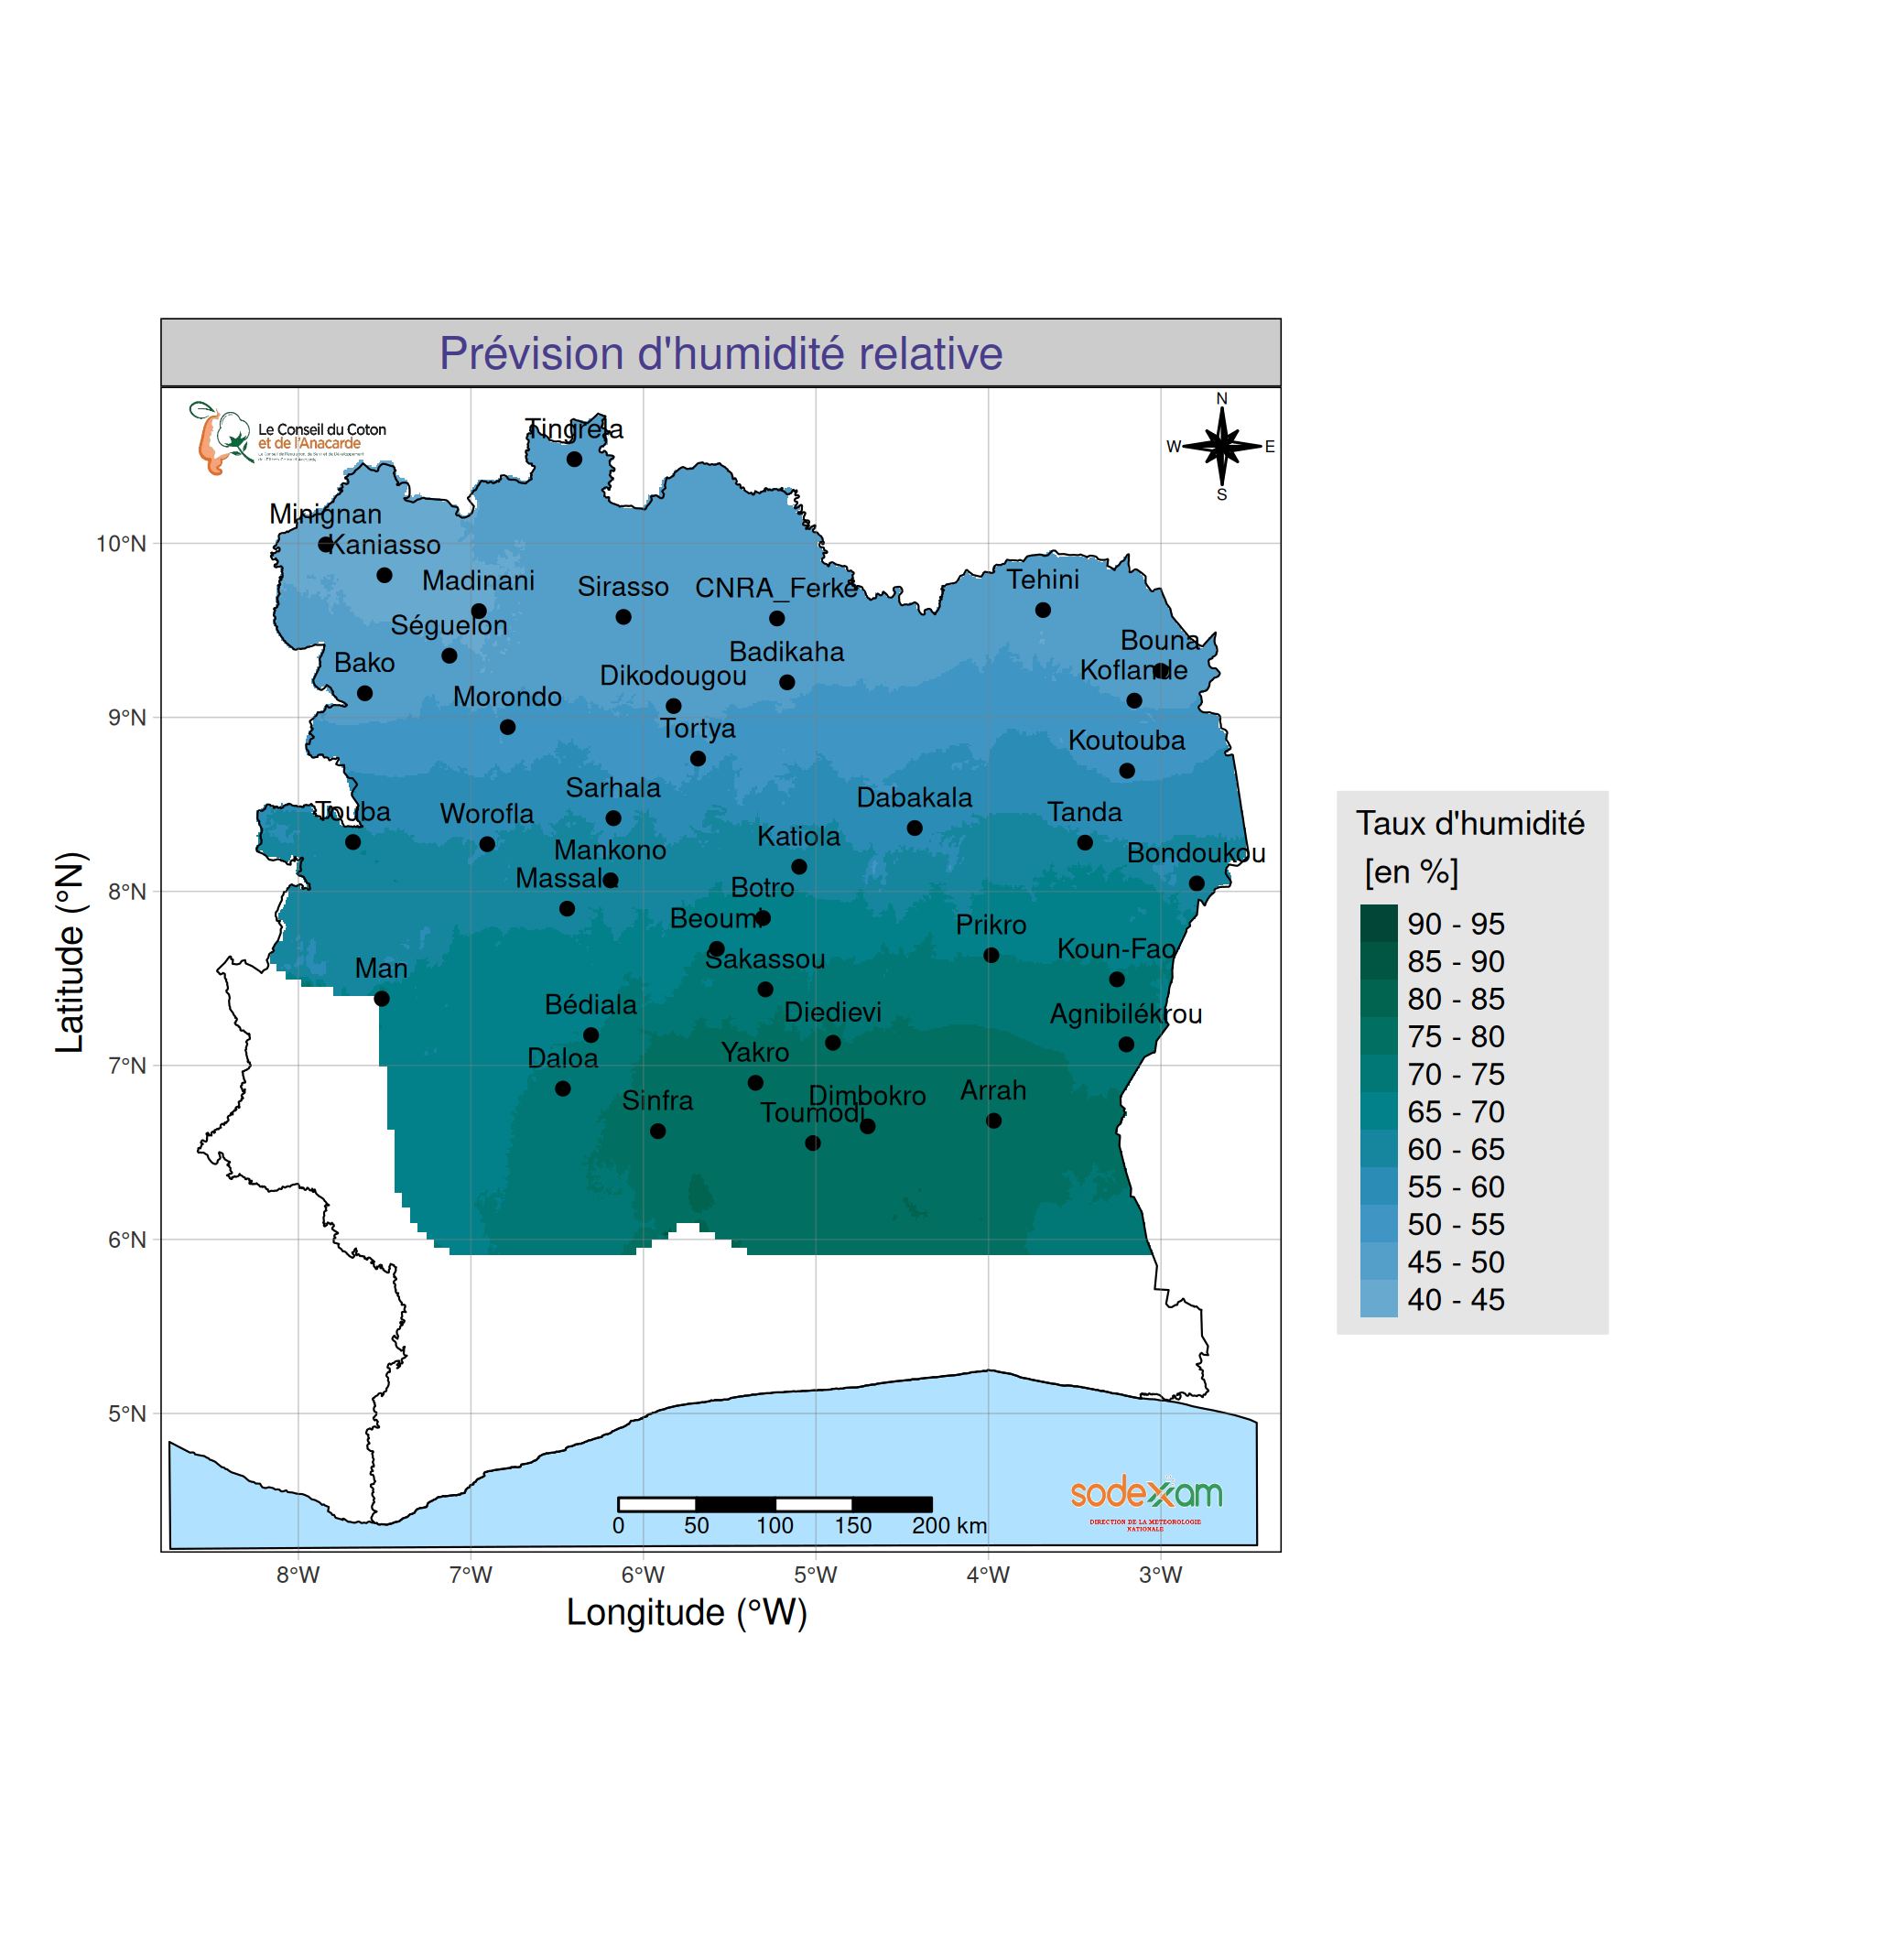 Prévision d'humidité relative
Le Conseil du Coton
et de l'Anacarde
N
W
E
S
Tingrela
Minignan
Kaniasso
Madinani
Sirasso
CNRA_Ferke
Tehini
Séguelon
Bouna
Bako
Badikaha
Koflande
Dikodougou
Morondo
Tortya
Koutouba
Sarhala
Dabakala
Touba
Worofla
Tanda
Katiola
Mankono
Bondoukou
Massala
Botro
Beoumi
Prikro
Koun-Fao
Sakassou
Man
Bédiala
Diedievi
Agnibilékrou
Daloa
Yakro
Dimbokro
Arrah
Sinfra
Toumodi
10°N
9°N
8°N
7°N
6°N
5°N
Latitude (°N)
0 50 100 150 200 km
sodexam
DIRECTION DE LA METEOROLOGIE
NATIONALE
8°W 7°W 6°W 5°W 4°W 3°W
Longitude (°W)
Taux d'humidité
[en %]
90 - 95
85 - 90
80 - 85
75 - 80
70 - 75
65 - 70
60 - 65
55 - 60
50 - 55
45 - 50
40 - 45